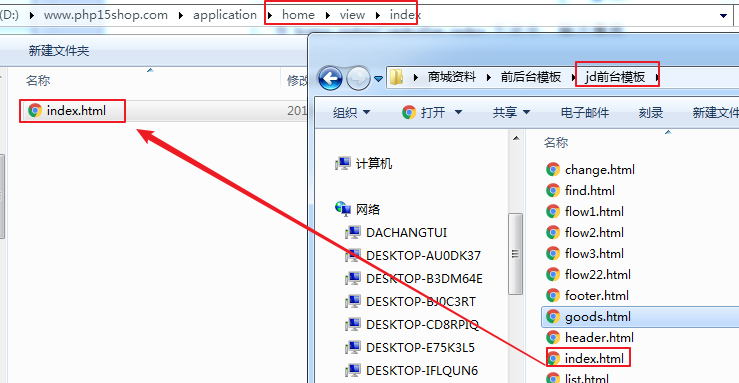 (D:) ▸ www.php15shop.com ▸ application ▸ home ▸ view ▸ index
新建文件夹
名称
修改
index.html
201
商城资料 ▸ 前后台模板 ▸ jd前台模板 ▸
组织 打开 共享 电子邮件 刻录 新建文件
计算机
网络
DACHANGTUI
DESKTOP-AU0DK37
DESKTOP-B3DM64E
DESKTOP-BJ0C3RT
DESKTOP-CD8RPIQ
DESKTOP-E75K3L5
DESKTOP-IFLQUN6
名称
change.html
find.html
flow1.html
flow2.html
flow3.html
flow22.html
footer.html
goods.html
header.html
index.html
list.html